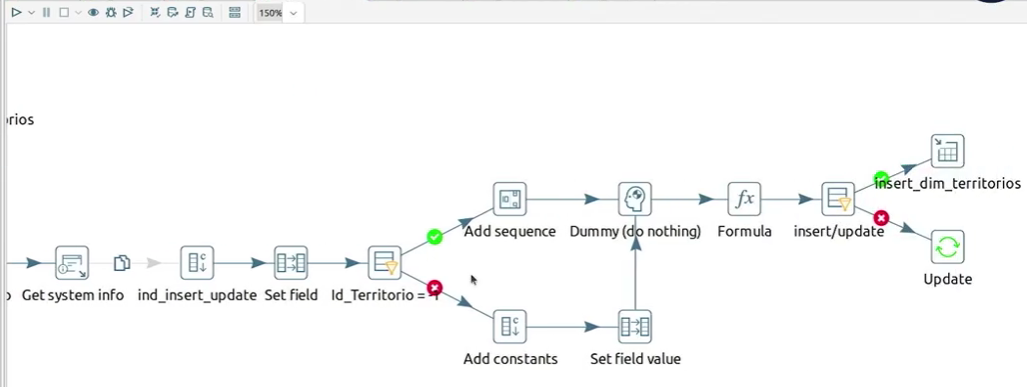 150%
rios
Add sequence
Dummy (do nothing)
Formula
insert/update
insert_dim_territorios
Update
Get system info
ind_insert_update
Set field
Id_Territorio = -1
Add constants
Set field value